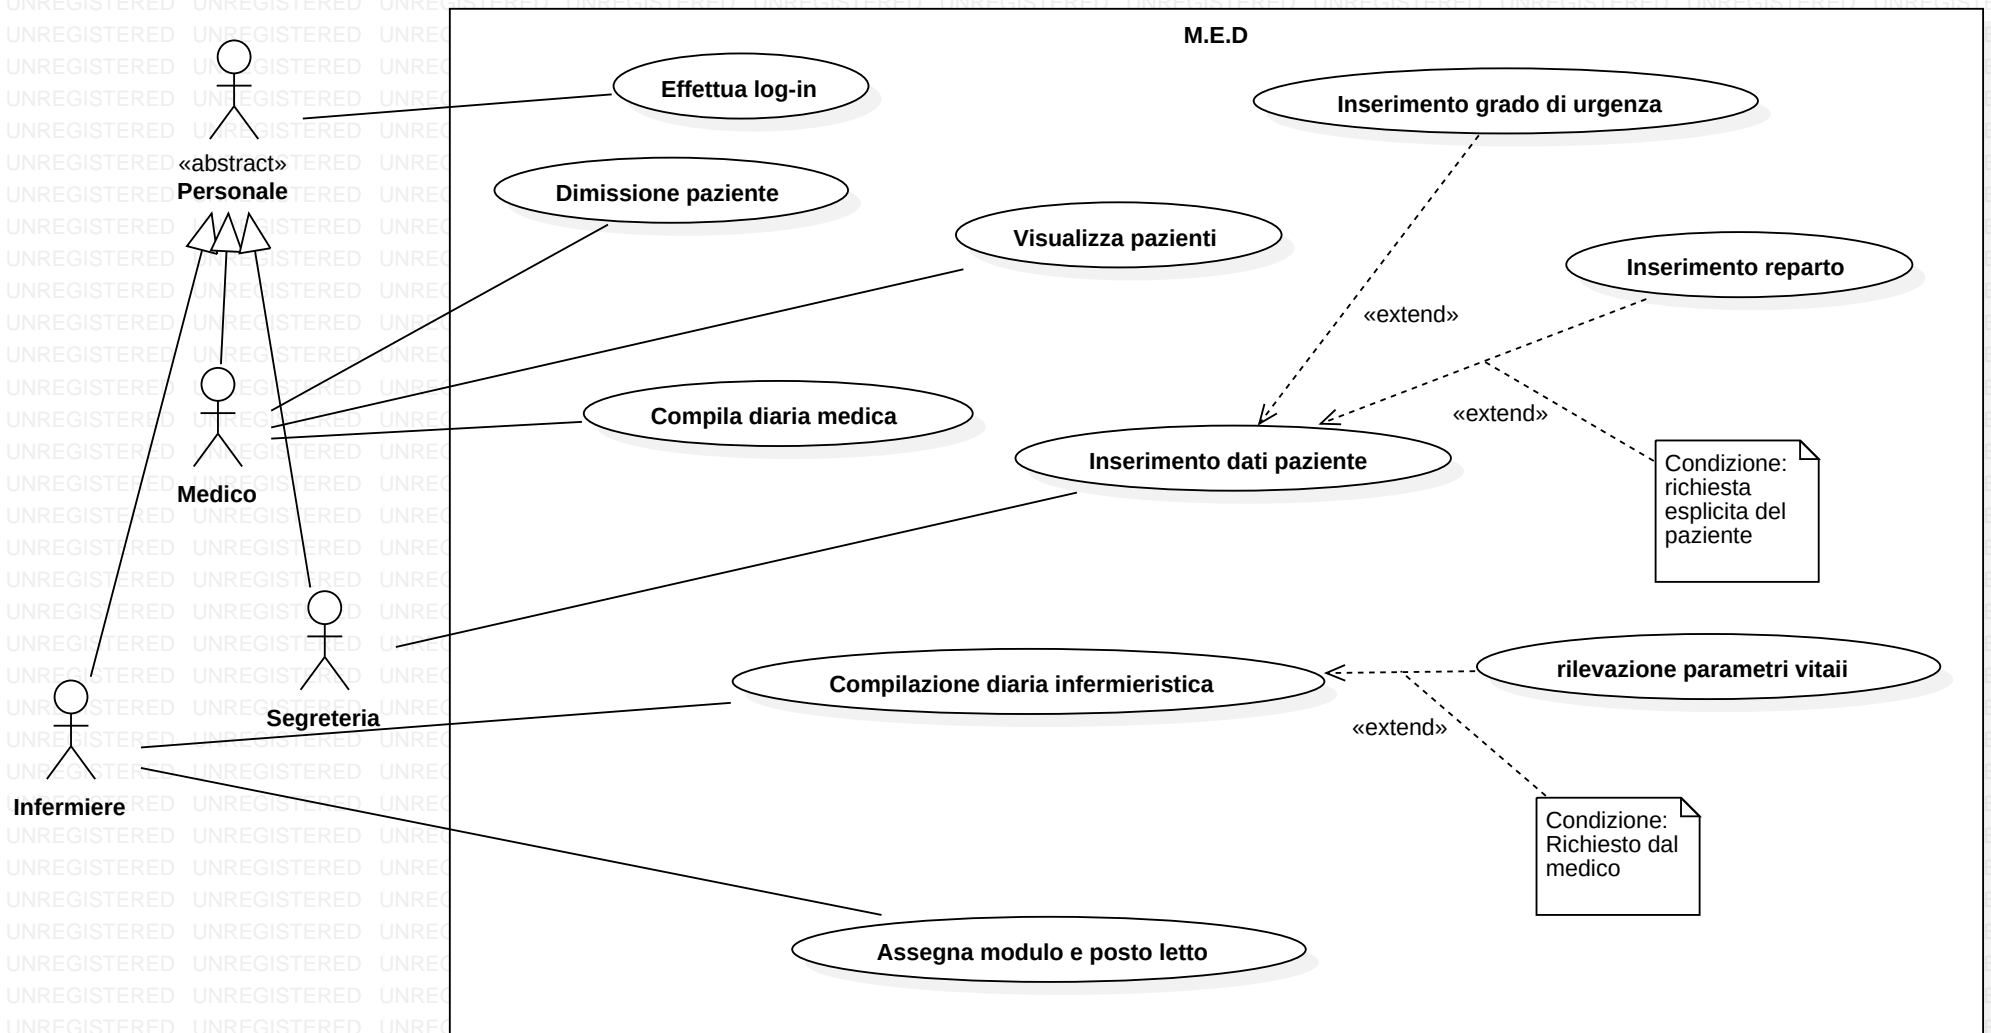 M.E.D
Effettua log-in
Inserimento grado di urgenza
«abstract»
Personale
Dimissione paziente
Visualizza pazienti
Inserimento reparto
«extend»
Compila diaria medica
«extend»
Inserimento dati paziente
Condizione:
richiesta
esplicita del
paziente
Medico
rilevazione parametri vitaii
Compilazione diaria infermieristica
Segreteria
«extend»
Infermiere
Condizione:
Richiesto dal
medico
Assegna modulo e posto letto
UNREGISTERED